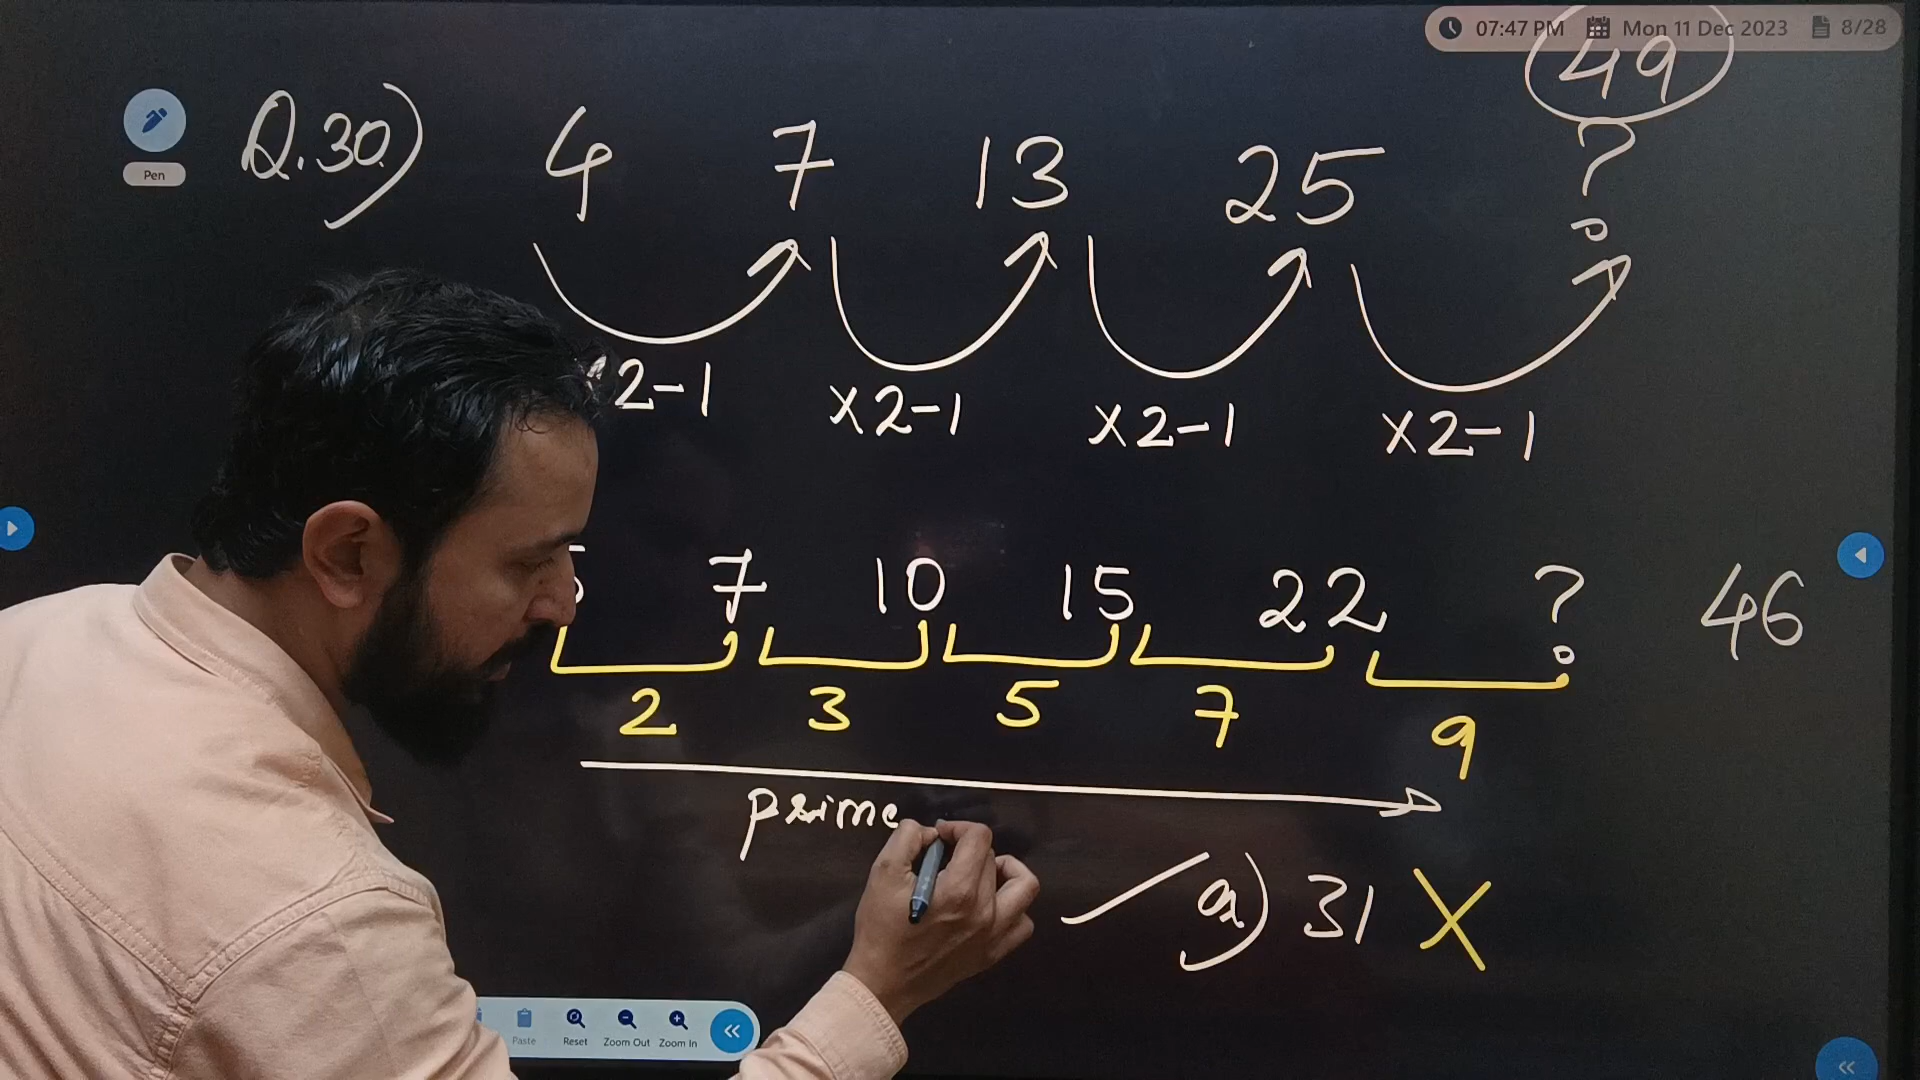 07:47 PM Mon 11 Dec 2023 8/28
49
Pen
Q.30) 4 7 13 25 ?
2-1 x2-1 x2-1 x2-1
5 7 10 15 22 ? 46
2 3 5 7 9
prime
a) 31 X
Paste Reset Zoom Out Zoom In